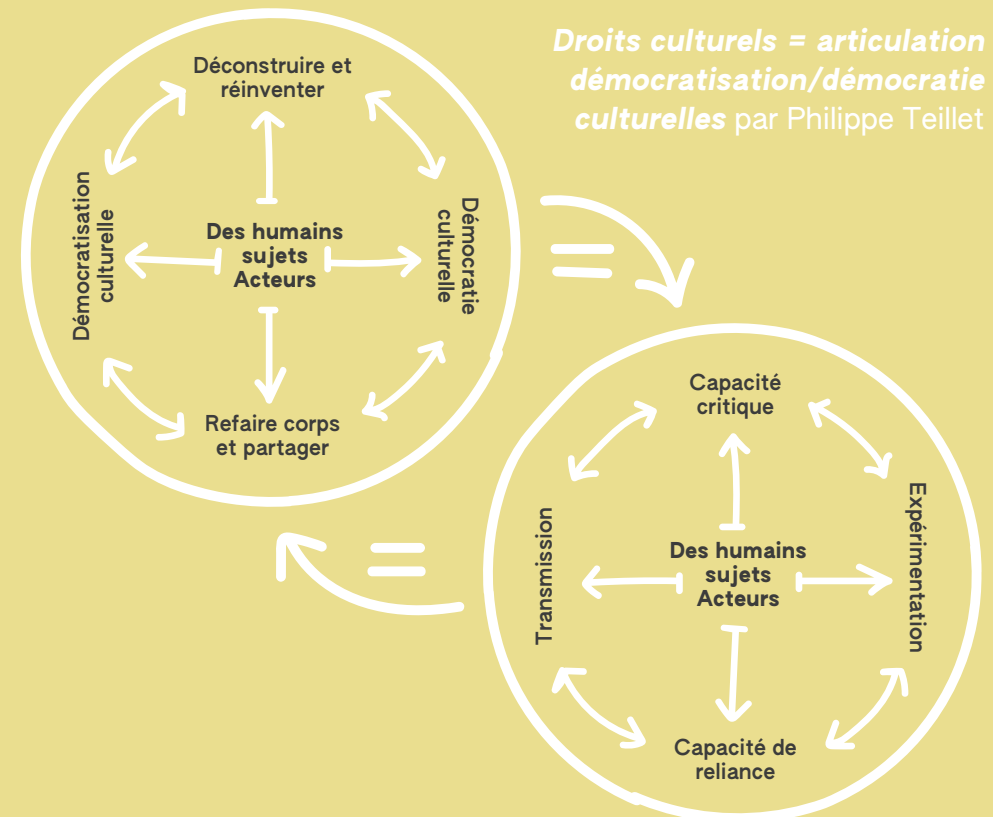 Droits culturels = articulation
démocratisation/démocratie
culturelles par Philippe Teillet
Déconstruire et
réinventer
Démocratisation
culturelle
Des humains
sujets
Acteurs
Démocratie
culturelle
Refaire corps
et partager
=
=
Capacité
critique
Transmission
Des humains
sujets
Acteurs
Expérimentation
Capacité de
reliance